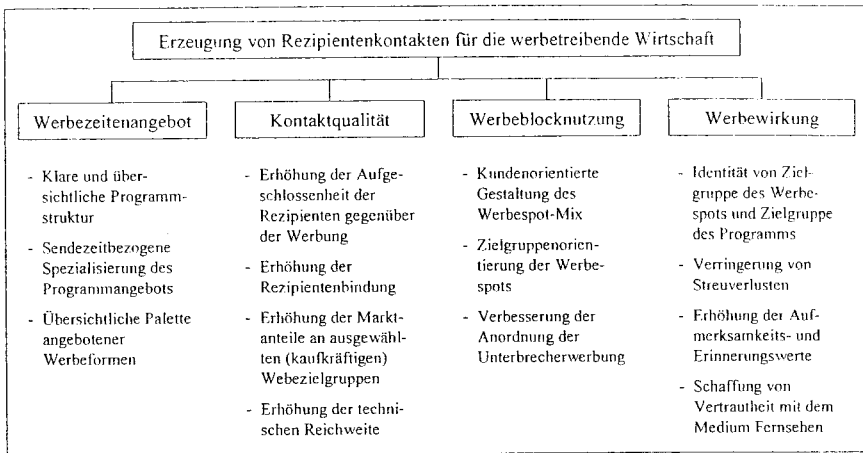 Erzeugung von Rezipientenkontakten für die werbetreibende Wirtschaft
Werbezeitenangebot
- Klare und über-
sichtliche Programm-
struktur
- Sendezeitbezogene
Spezialisierung des
Programmangebots
- Übersichtliche Palette
angebotener
Werbeformen
Kontaktqualität
- Erhöhung der Aufge-
schlossenheit der
Rezipienten gegenüber
der Werbung
- Erhöhung der
Rezipientenbindung
- Erhöhung der Markt-
anteile an ausgewähl-
ten (kaufkräftigen)
Webezielgruppen
- Erhöhung der techni-
schen Reichweite
Werbeblocknutzung
- Kundenorientierte
Gestaltung des
Werbespot-Mix
- Zielgruppenorien-
tierung der Werbe-
spots
- Verbesserung der
Anordnung der
Unterbrecherwerbung
Werbewirkung
- Identität von Ziel-
gruppe des Werbe-
spots und Zielgruppe
des Programms
- Verringerung von
Streuverlusten
- Erhöhung der Auf-
merksamkeits- und
Erinnerungswerte
- Schaffung von
Vertrautheit mit dem
Medium Fernsehen